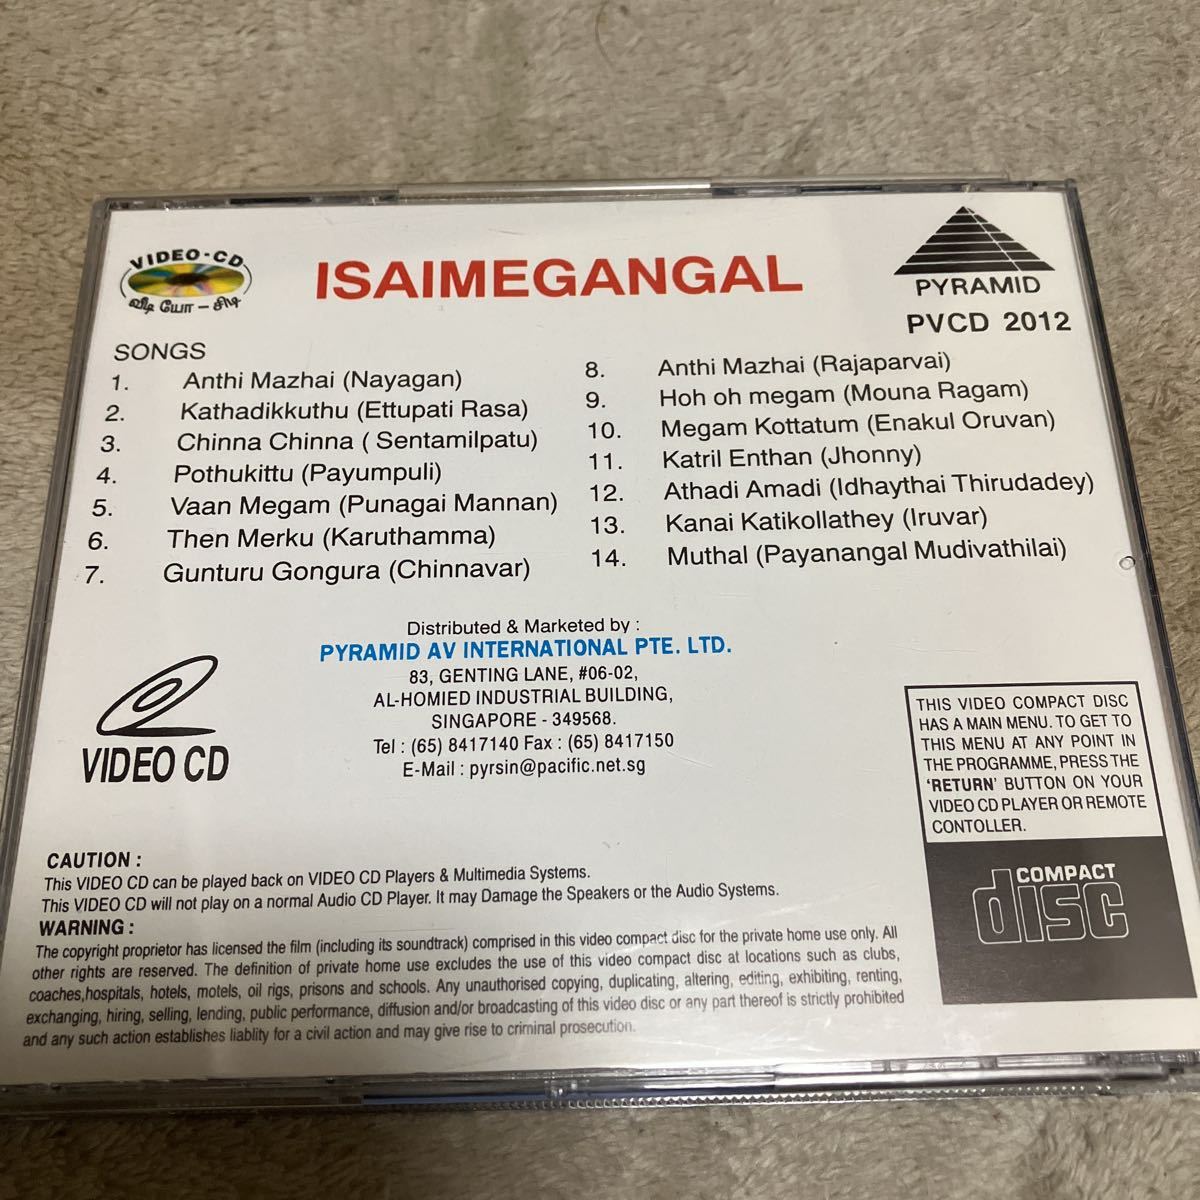 VIDEO-CD
வீடியோ – சிடி
ISAIMEGANGAL
PYRAMID
PVCD 2012
SONGS
1. Anthi Mazhai (Nayagan)
2. Kathadikkuthu (Ettupati Rasa)
3. Chinna Chinna ( Sentamilpatu)
4. Pothukittu (Payumpuli)
5. Vaan Megam (Punagai Mannan)
6. Then Merku (Karuthamma)
7. Gunturu Gongura (Chinnavar)
8. Anthi Mazhai (Rajaparvai)
9. Hoh oh megam (Mouna Ragam)
10. Megam Kottatum (Enakul Oruvan)
11. Katril Enthan (Jhonny)
12. Athadi Amadi (Idhaythai Thirudadey)
13. Kanai Katikollathey (Iruvar)
14. Muthal (Payanangal Mudivathilai)
Distributed & Marketed by :
PYRAMID AV INTERNATIONAL PTE. LTD.
83, GENTING LANE, #06-02,
AL-HOMIED INDUSTRIAL BUILDING,
SINGAPORE - 349568.
Tel : (65) 8417140 Fax : (65) 8417150
E-Mail : pyrsin@pacific.net.sg
VIDEO CD
THIS VIDEO COMPACT DISC
HAS A MAIN MENU. TO GET TO
THIS MENU AT ANY POINT IN
THE PROGRAMME, PRESS THE
'RETURN' BUTTON ON YOUR
VIDEO CD PLAYER OR REMOTE
CONTOLLER.
COMPACT
disc
CAUTION :
This VIDEO CD can be played back on VIDEO CD Players & Multimedia Systems.
This VIDEO CD will not play on a normal Audio CD Player. It may Damage the Speakers or the Audio Systems.
WARNING :
The copyright proprietor has licensed the film (including its soundtrack) comprised in this video compact disc for the private home use only. All
other rights are reserved. The definition of private home use excludes the use of this video compact disc at locations such as clubs,
coaches,hospitals, hotels, motels, oil rigs, prisons and schools. Any unauthorised copying, duplicating, altering, editing, exhibiting, renting,
exchanging, hiring, selling, lending, public performance, diffusion and/or broadcasting of this video disc or any part thereof is strictly prohibited
and any such action establishes liablity for a civil action and may give rise to criminal prosecution.